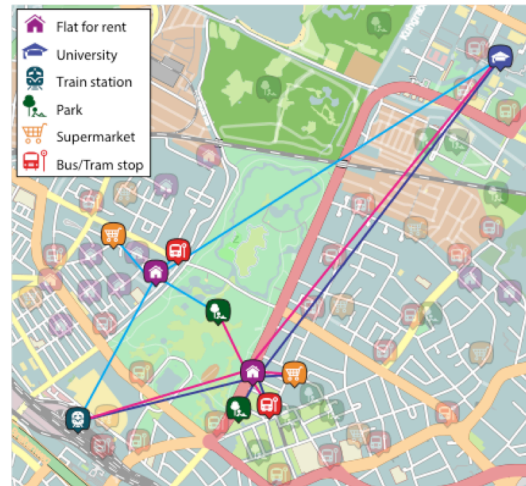 Flat for rent
University
Train station
Park
Supermarket
Bus/Tram stop